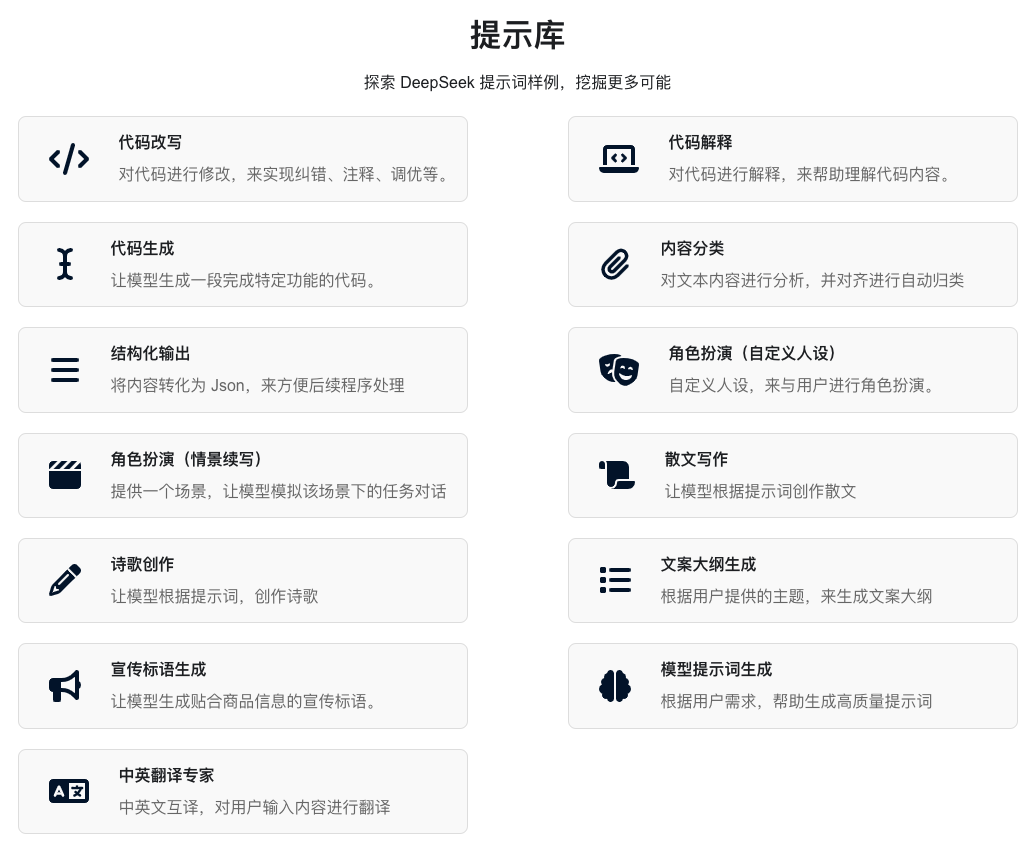 提示库
探索 DeepSeek 提示词样例，挖掘更多可能
代码改写
对代码进行修改，来实现纠错、注释、调优等。
代码解释
对代码进行解释，来帮助理解代码内容。
代码生成
让模型生成一段完成特定功能的代码。
内容分类
对文本内容进行分析，并对齐进行自动归类
结构化输出
将内容转化为 Json，来方便后续程序处理
角色扮演（自定义人设）
自定义人设，来与用户进行角色扮演。
角色扮演（情景续写）
提供一个场景，让模型模拟该场景下的任务对话
散文写作
让模型根据提示词创作散文
诗歌创作
让模型根据提示词，创作诗歌
文案大纲生成
根据用户提供的主题，来生成文案大纲
宣传标语生成
让模型生成贴合商品信息的宣传标语。
模型提示词生成
根据用户需求，帮助生成高质量提示词
A 文
中英翻译专家
中英文互译，对用户输入内容进行翻译